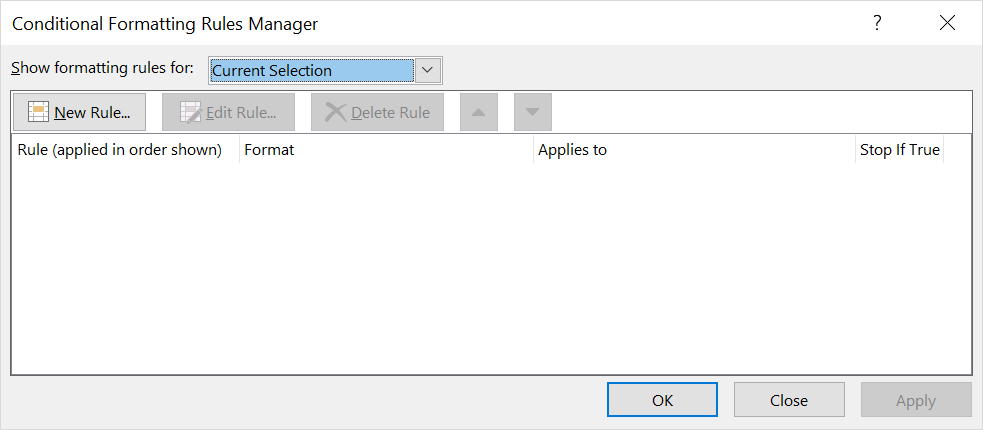 Conditional Formatting Rules Manager ?
Show formatting rules for: Current Selection
New Rule... Edit Rule... Delete Rule
Rule (applied in order shown) Format Applies to Stop If True
OK Close Apply